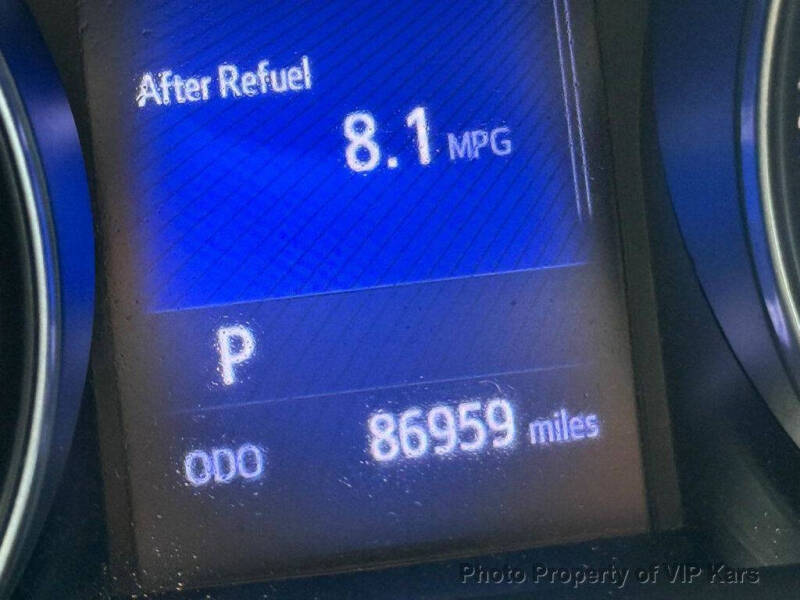 After Refuel
8.1 MPG
P
ODO 86959 miles
Photo Property of VIP Kars